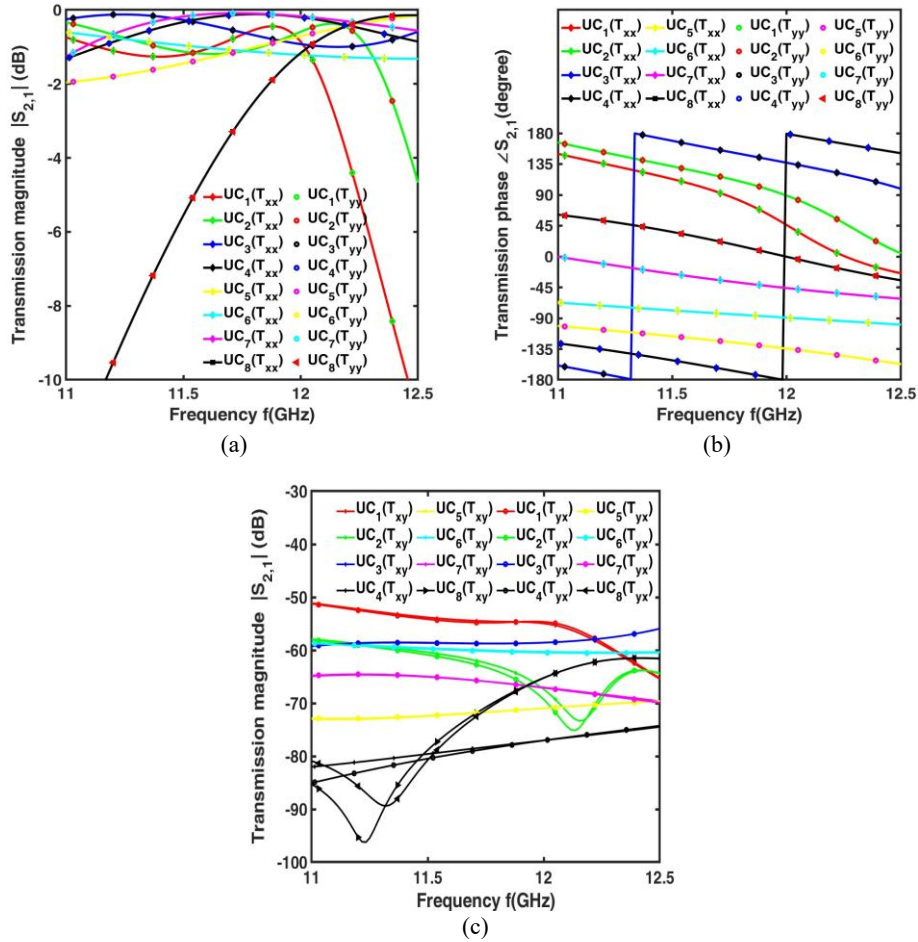 Transmission magnitude |S2,1| (dB)
0
-2
-4
-6
-8
-10
UC1(Txx) UC1(Tyy)
UC2(Txx) UC2(Tyy)
UC3(Txx) UC3(Tyy)
UC4(Txx) UC4(Tyy)
UC5(Txx) UC5(Tyy)
UC6(Txx) UC6(Tyy)
UC7(Txx) UC7(Tyy)
UC8(Txx) UC8(Tyy)
11 11.5 12 12.5
Frequency f(GHz)
(a)
Transmission phase ∠S2,1(degree)
UC1(Txx) UC5(Txx) UC1(Tyy) UC5(Tyy)
UC2(Txx) UC6(Txx) UC2(Tyy) UC6(Tyy)
UC3(Txx) UC7(Txx) UC3(Tyy) UC7(Tyy)
UC4(Txx) UC8(Txx) UC4(Tyy) UC8(Tyy)
180
135
90
45
0
-45
-90
-135
-180
11 11.5 12 12.5
Frequency f(GHz)
(b)
Transmission magnitude |S2,1| (dB)
-30
-40
-50
-60
-70
-80
-90
-100
UC1(Txy) UC5(Txy) UC1(Tyx) UC5(Tyx)
UC2(Txy) UC6(Txy) UC2(Tyx) UC6(Tyx)
UC3(Txy) UC7(Txy) UC3(Tyx) UC7(Tyx)
UC4(Txy) UC8(Txy) UC4(Tyx) UC8(Tyx)
11 11.5 12 12.5
Frequency f(GHz)
(c)